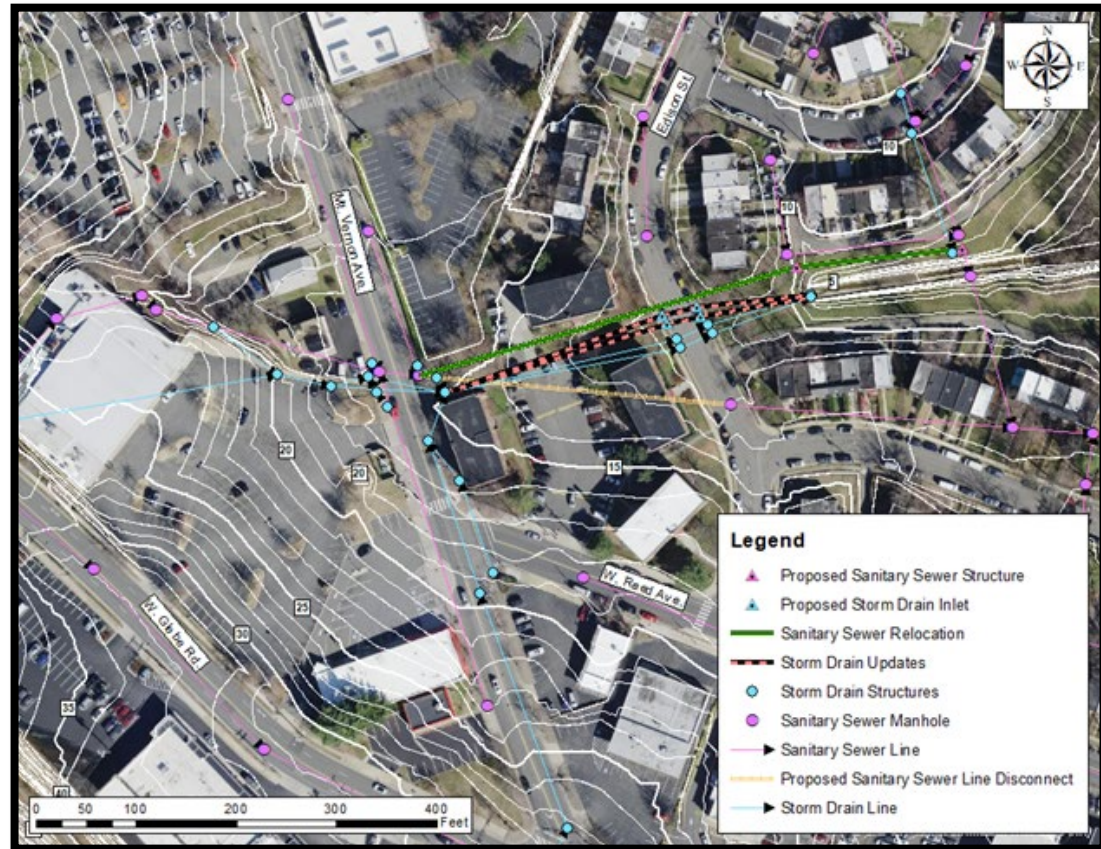 N
W
E
S
Edison St.
10
Mt. Vernon Ave.
10
5
20
20
15
W. Reed Ave.
W. Glebe Rd.
25
30
35
40
0 50 100 200 300 400
Feet
Legend
Proposed Sanitary Sewer Structure
Proposed Storm Drain Inlet
Sanitary Sewer Relocation
Storm Drain Updates
Storm Drain Structures
Sanitary Sewer Manhole
Sanitary Sewer Line
Proposed Sanitary Sewer Line Disconnect
Storm Drain Line